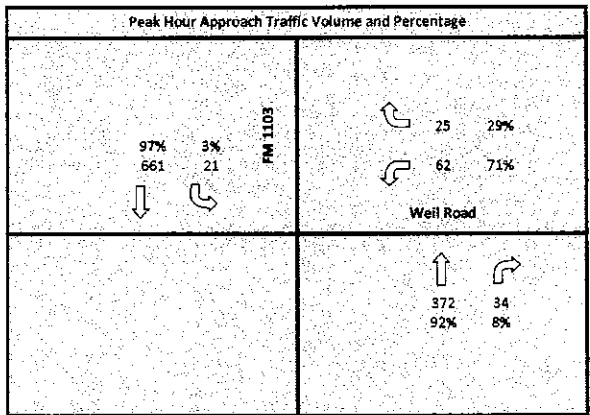 Peak Hour Approach Traffic Volume and Percentage
97% 3%
661 21
FM 1103
25 29%
62 71%
Weil Road
372 34
92% 8%